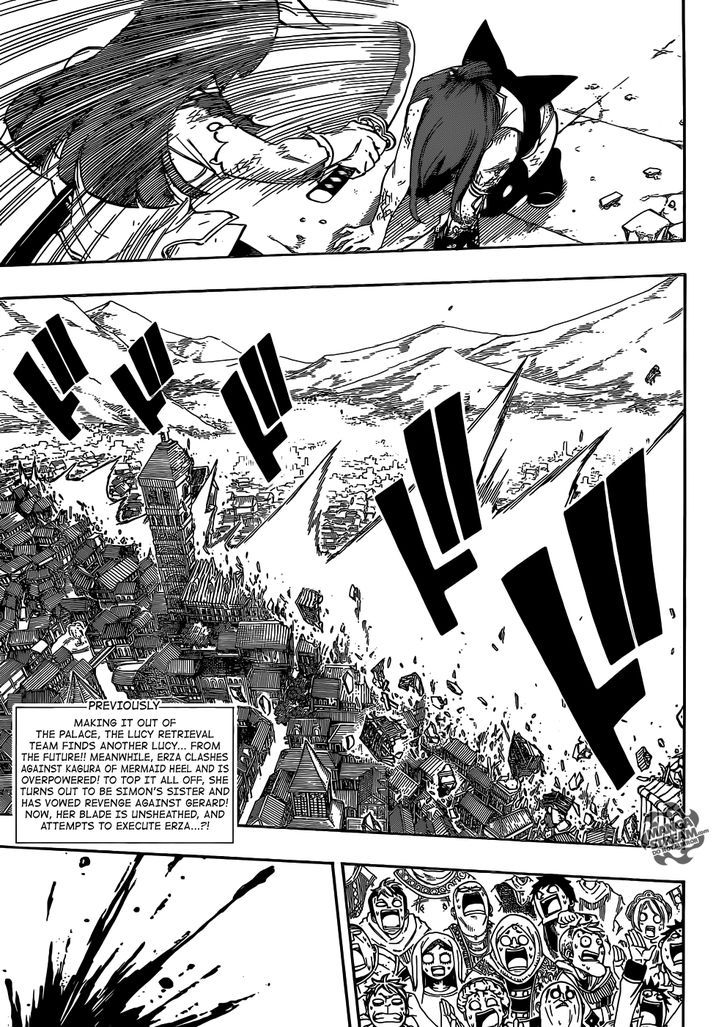 ド ド ド ド ド
PREVIOUSLY
MAKING IT OUT OF
THE PALACE, THE LUCY RETRIEVAL
TEAM FINDS ANOTHER LUCY... FROM
THE FUTURE!! MEANWHILE, ERZA CLASHES
AGAINST KAGURA OF MERMAID HEEL AND IS
OVERPOWERED! TO TOP IT ALL OFF, SHE
TURNS OUT TO BE SIMON'S SISTER AND
HAS VOWED REVENGE AGAINST GERARD!
NOW, HER BLADE IS UNSHEATHED, AND
ATTEMPTS TO EXECUTE ERZA...?!
MANGA
STREAM